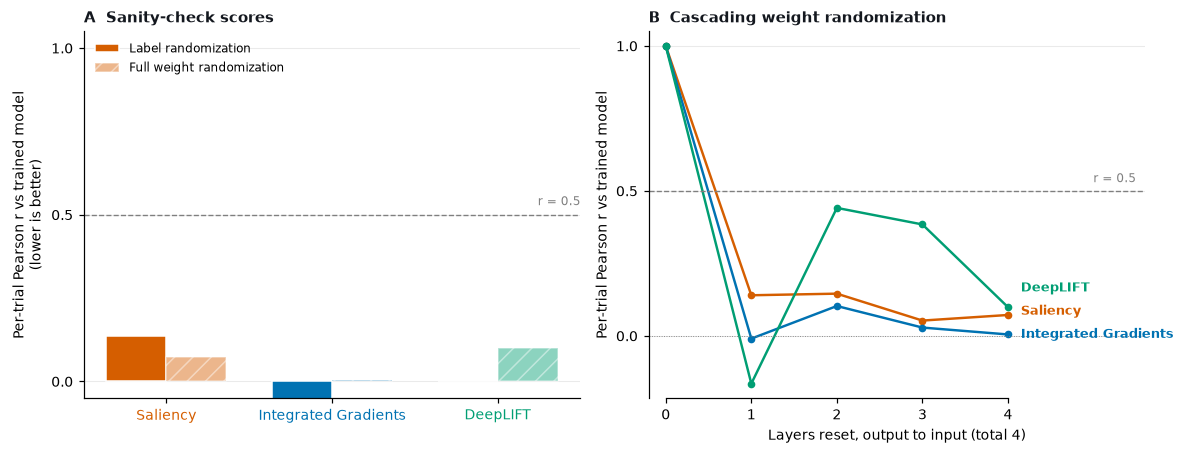 A  Sanity-check scores
Label randomization
Full weight randomization
1.0
0.5
0.0
r = 0.5
Per-trial Pearson r vs trained model
(lower is better)
Saliency
Integrated Gradients
DeepLIFT
B  Cascading weight randomization
1.0
0.5
0.0
r = 0.5
Per-trial Pearson r vs trained model
DeepLIFT
Saliency
Integrated Gradients
0
1
2
3
4
Layers reset, output to input (total 4)